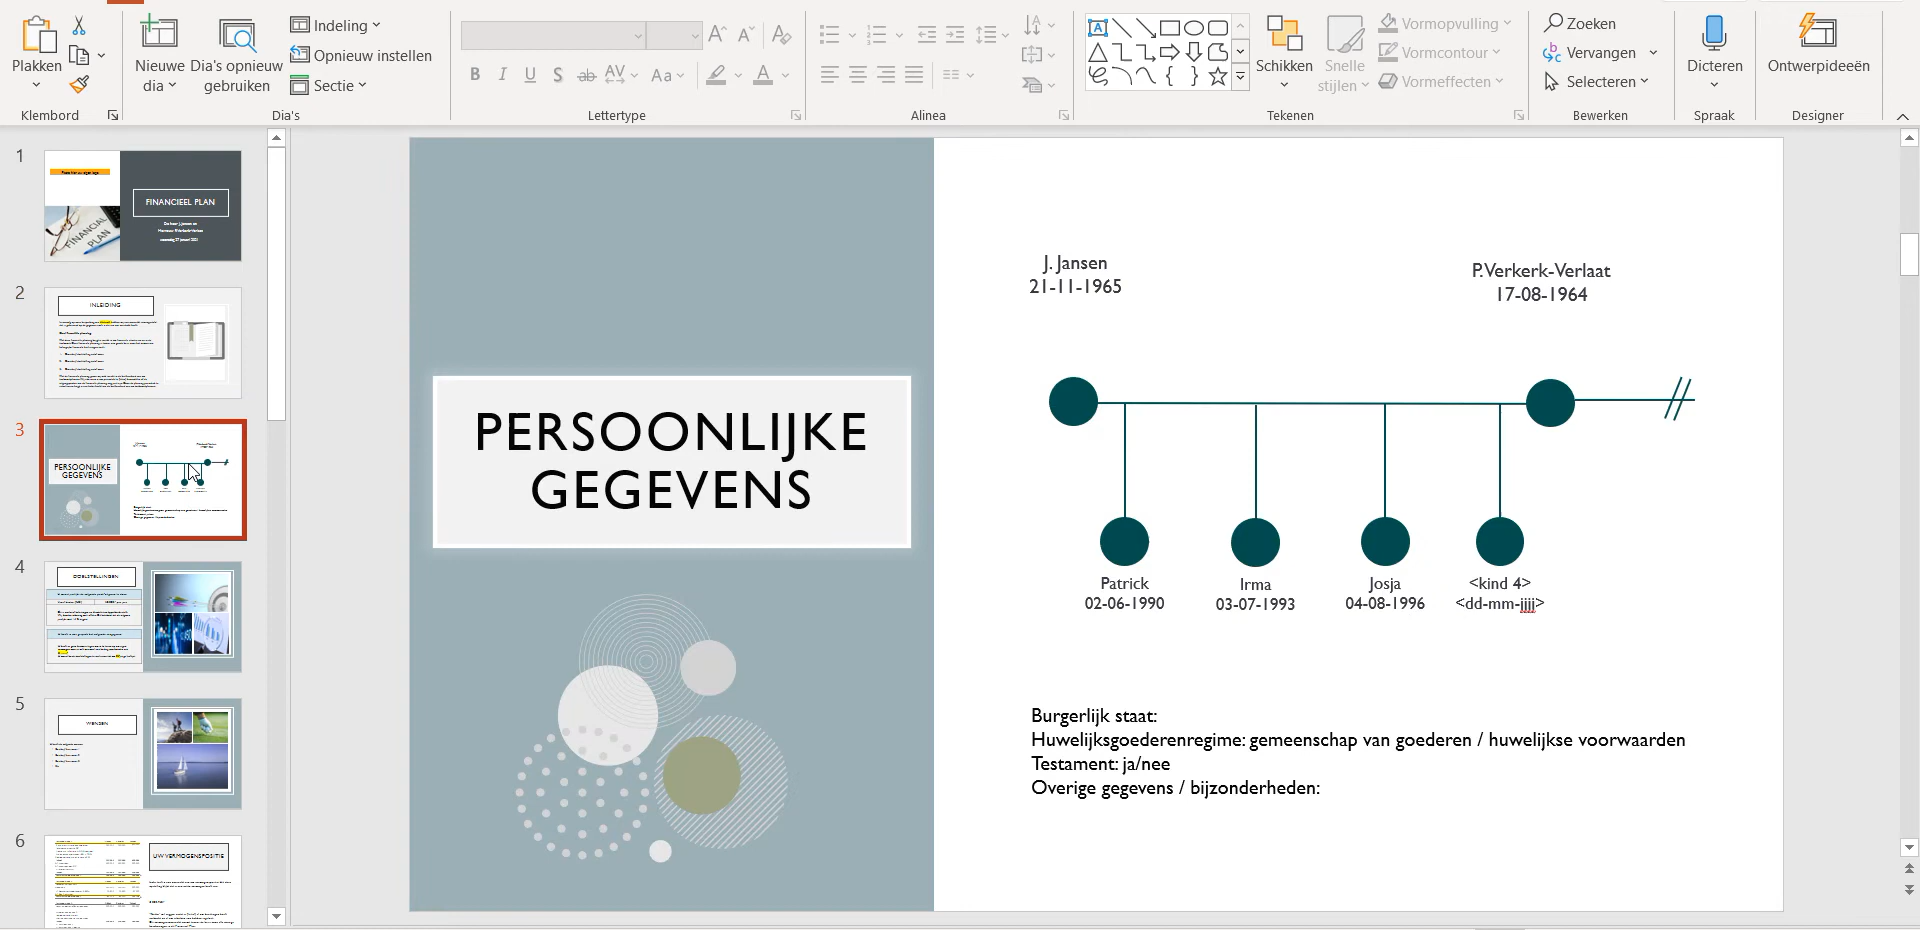 Plakken
Nieuwe dia
Dia's opnieuw gebruiken
Indeling
Opnieuw instellen
Sectie
B I U S ab AV Aa A
Vormopvulling
Vormcontour
Vormeffecten
Schikken
Snelle stijlen
Zoeken
Vervangen
Selecteren
Dicteren
Ontwerpideeën
Klembord
Dia's
Lettertype
Alinea
Tekenen
Bewerken
Spraak
Designer
1
FINANCIEEL PLAN
2
INLEIDING
3
PERSOONLIJKE
GEGEVENS
4
DOELSTELLINGEN
5
WENSEN
6
UW VERMOGENSPOSITIE
PERSOONLIJKE
GEGEVENS
J. Jansen
21-11-1965
P.Verkerk-Verlaat
17-08-1964
Patrick
02-06-1990
Irma
03-07-1993
Josja
04-08-1996
<kind 4>
<dd-mm-jjjj>
Burgerlijk staat:
Huwelijksgoederenregime: gemeenschap van goederen / huwelijkse voorwaarden
Testament: ja/nee
Overige gegevens / bijzonderheden: